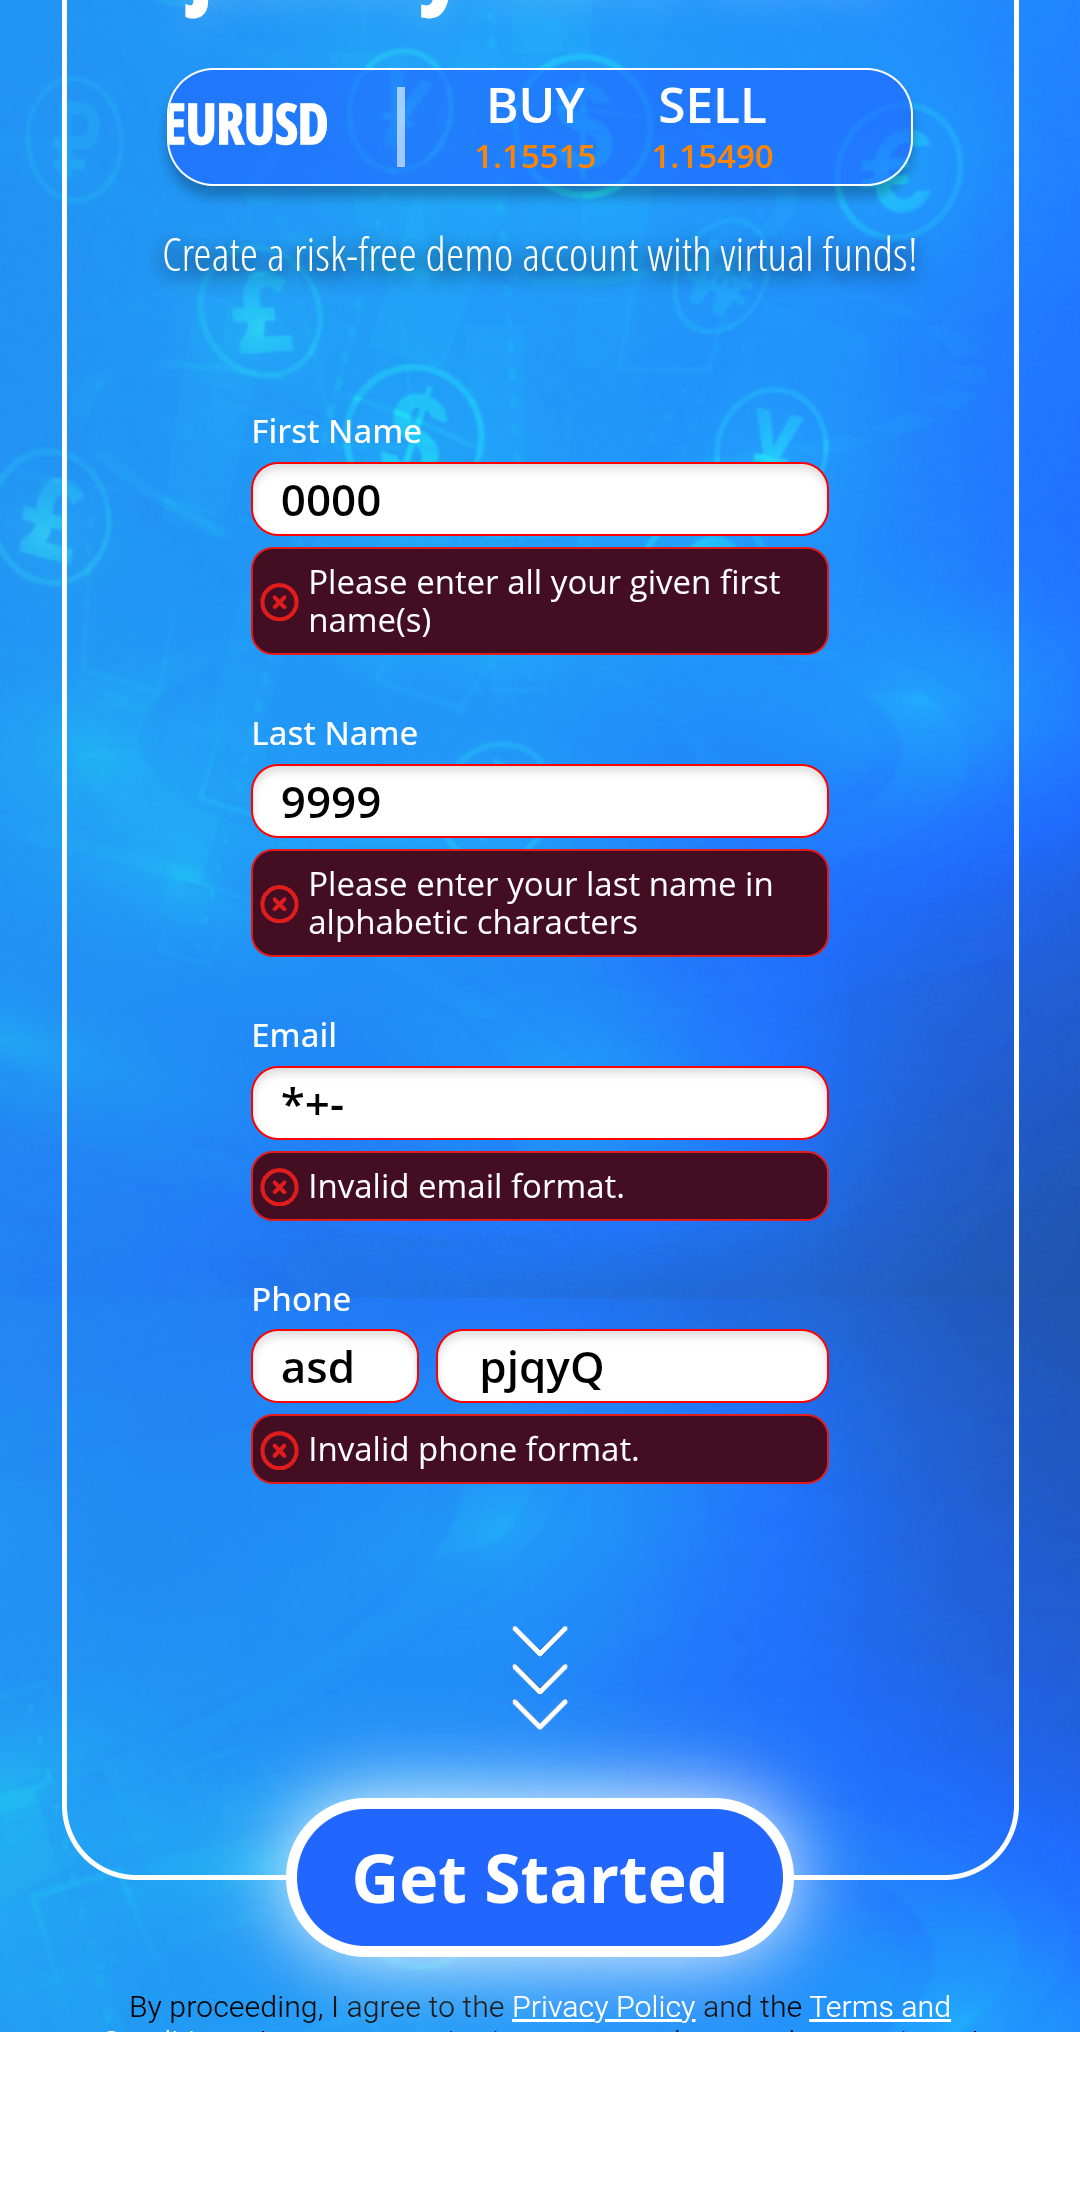 EURUSD
BUY SELL
1.15515 1.15490
Create a risk-free demo account with virtual funds!
First Name
0000
Please enter all your given first
name(s)
Last Name
9999
Please enter your last name in
alphabetic characters
Email
*+-
Invalid email format.
Phone
asd pjqyQ
Invalid phone format.
Get Started
By proceeding, I agree to the Privacy Policy and the Terms and